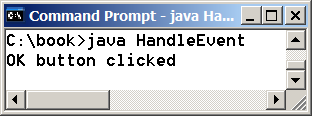 Command Prompt - java Ha...
C:\book>java HandleEvent
OK button clicked